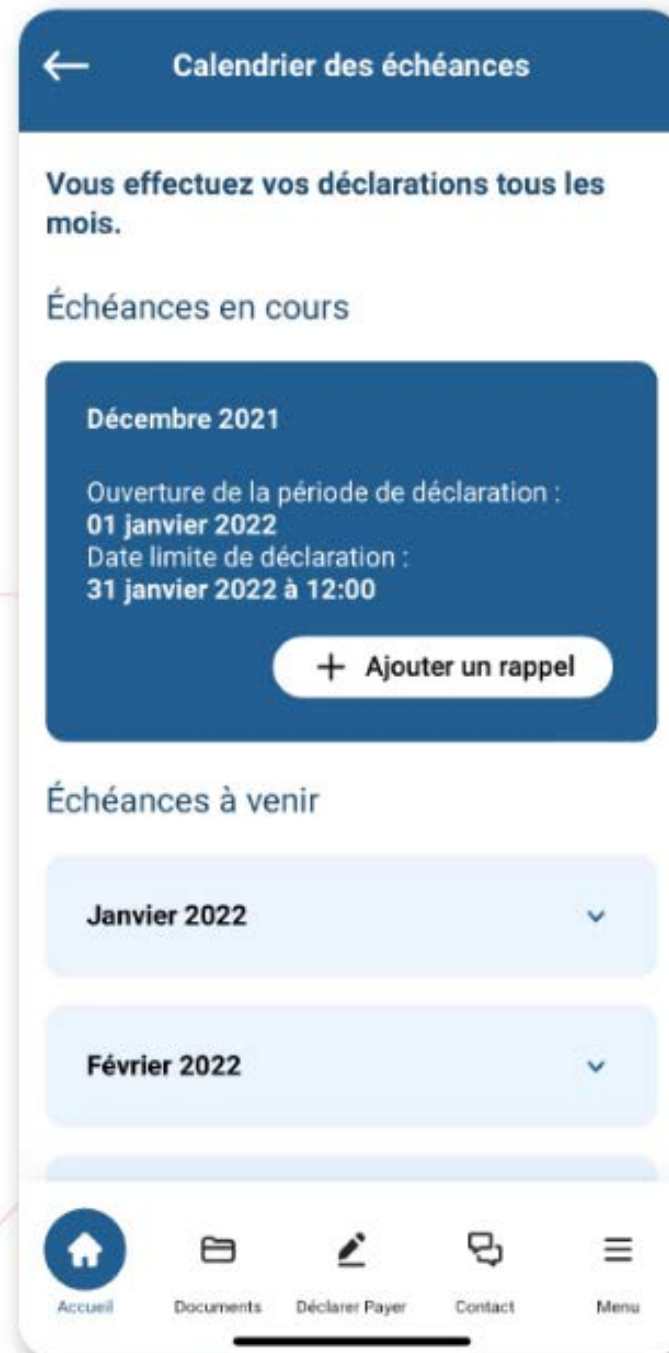 Calendrier des échéances
Vous effectuez vos déclarations tous les
mois.
Échéances en cours
Décembre 2021
Ouverture de la période de déclaration :
01 janvier 2022
Date limite de déclaration :
31 janvier 2022 à 12:00
+ Ajouter un rappel
Échéances à venir
Janvier 2022
Février 2022
Accueil Documents Déclarer Payer Contact Menu